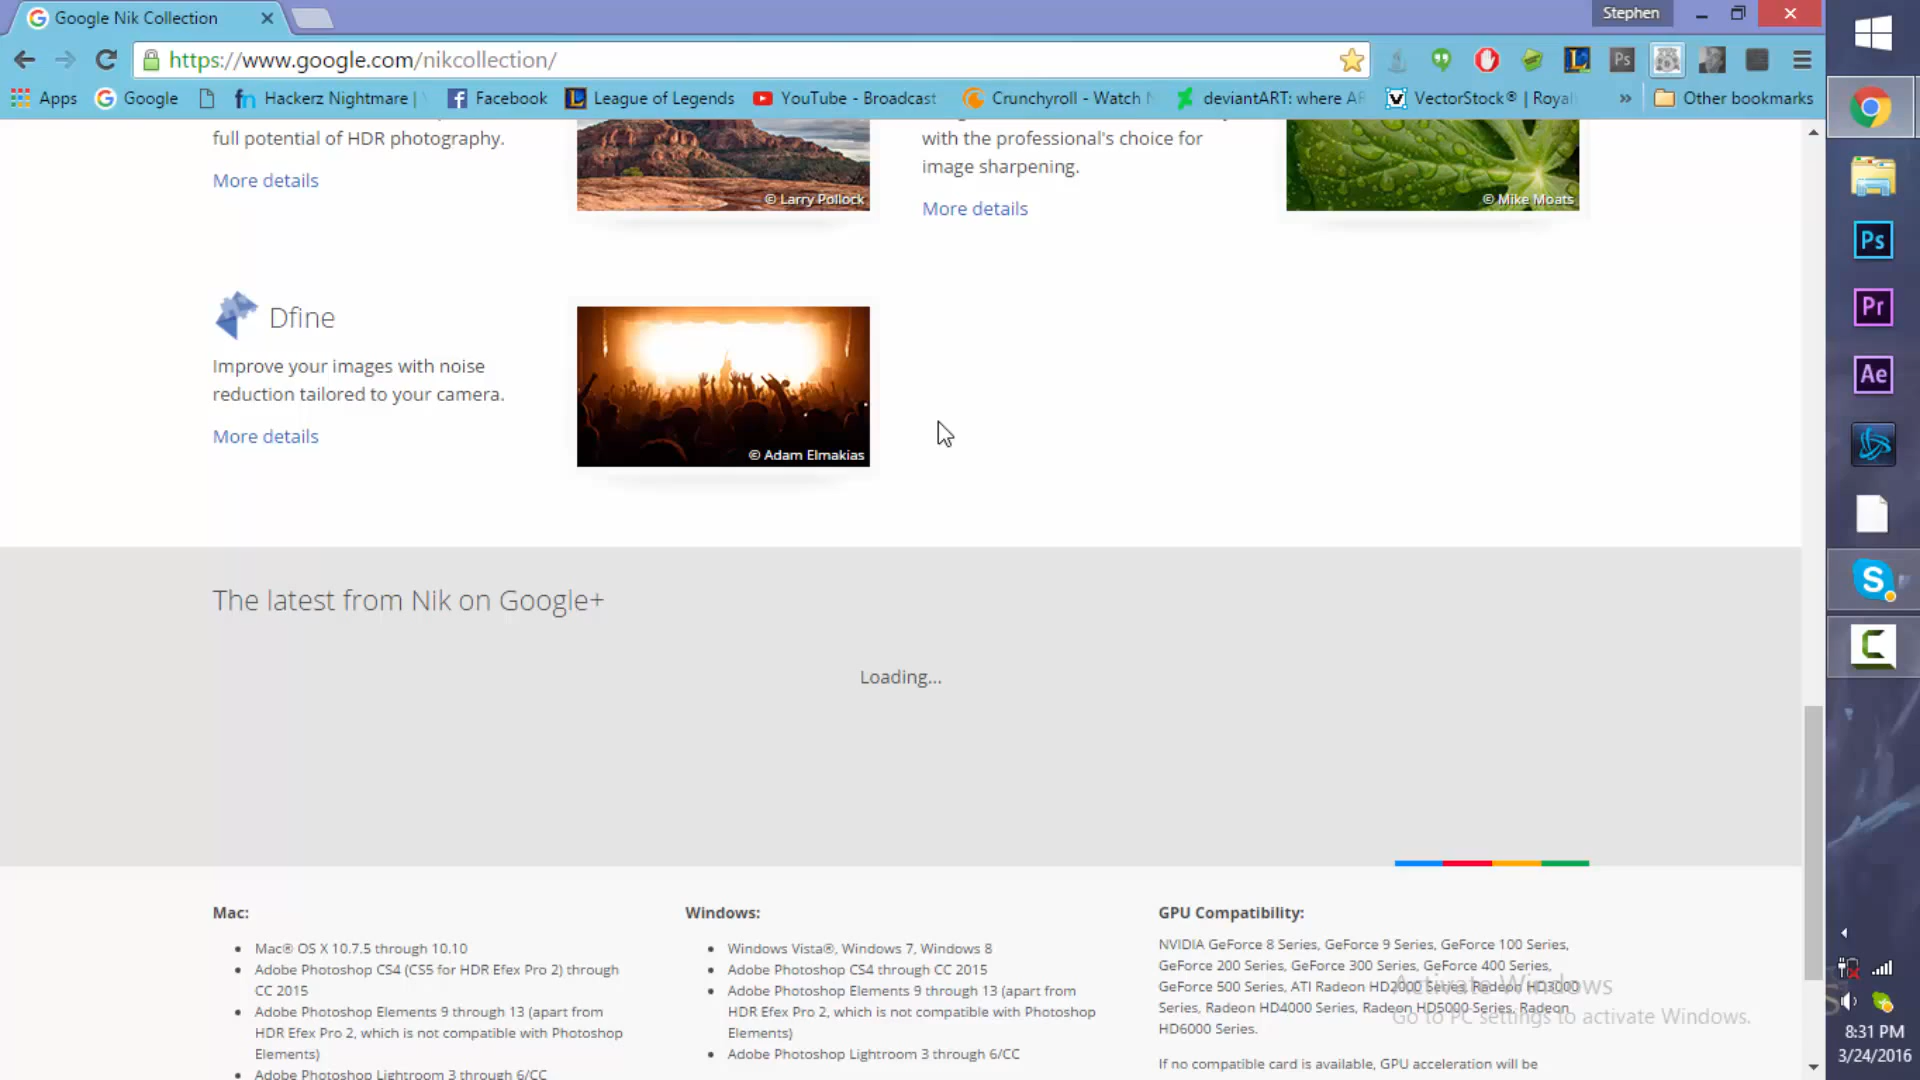 Google Nik Collection
Stephen
https://www.google.com/nikcollection/
Ps
Apps
Google
Hackerz Nightmare |
Facebook
League of Legends
YouTube - Broadcast
Crunchyroll - Watch
deviantART: where
VectorStock® |
»
Other bookmarks
full potential of HDR photography.
More details
© Larry Pollock
with the professional's choice for
image sharpening.
More details
© Mike Moats
Dfine
Improve your images with noise
reduction tailored to your camera.
More details
© Adam Elmakias
The latest from Nik on Google+
Loading...
Mac:
• Mac® OS X 10.7.5 through 10.10
• Adobe Photoshop CS4 (CS5 for HDR Efex Pro 2) through
CC 2015
• Adobe Photoshop Elements 9 through 13 (apart from
HDR Efex Pro 2, which is not compatible with Photoshop
Elements)
• Adobe Photoshop Lightroom 3 through 6/CC
Windows:
• Windows Vista®, Windows 7, Windows 8
• Adobe Photoshop CS4 through CC 2015
• Adobe Photoshop Elements 9 through 13 (apart from
HDR Efex Pro 2, which is not compatible with Photoshop
Elements)
• Adobe Photoshop Lightroom 3 through 6/CC
GPU Compatibility:
NVIDIA GeForce 8 Series, GeForce 9 Series, GeForce 100 Series,
GeForce 200 Series, GeForce 300 Series, GeForce 400 Series,
GeForce 500 Series, ATI Radeon HD2000 Series, Radeon HD3000
Series, Radeon HD4000 Series, Radeon HD5000 Series, Radeon
HD6000 Series.
If no compatible card is available, GPU acceleration will be
Activate Windows
Go to PC settings to activate Windows.
Ps
Pr
Ae
S
C
8:31 PM
3/24/2016